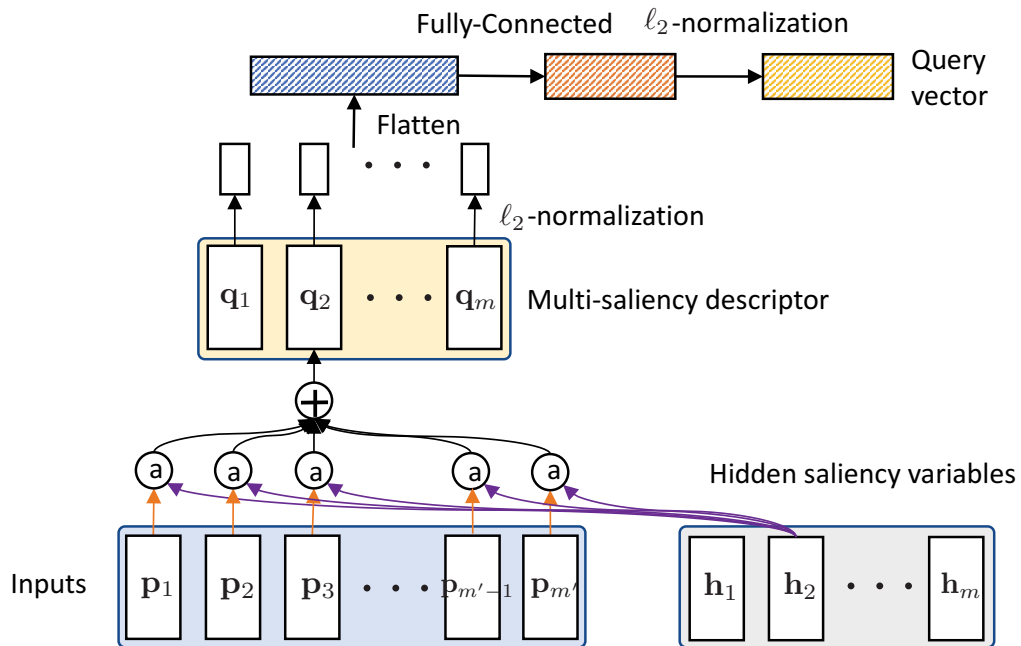 Fully-Connected ℓ₂-normalization
Query
vector
Flatten
· · ·
ℓ₂-normalization
q₁ q₂ · · · qₘ
Multi-saliency descriptor
+
a a a a a
Hidden saliency variables
Inputs
p₁ p₂ p₃ · · · pₘ′₋₁ pₘ′
h₁ h₂ · · · hₘ